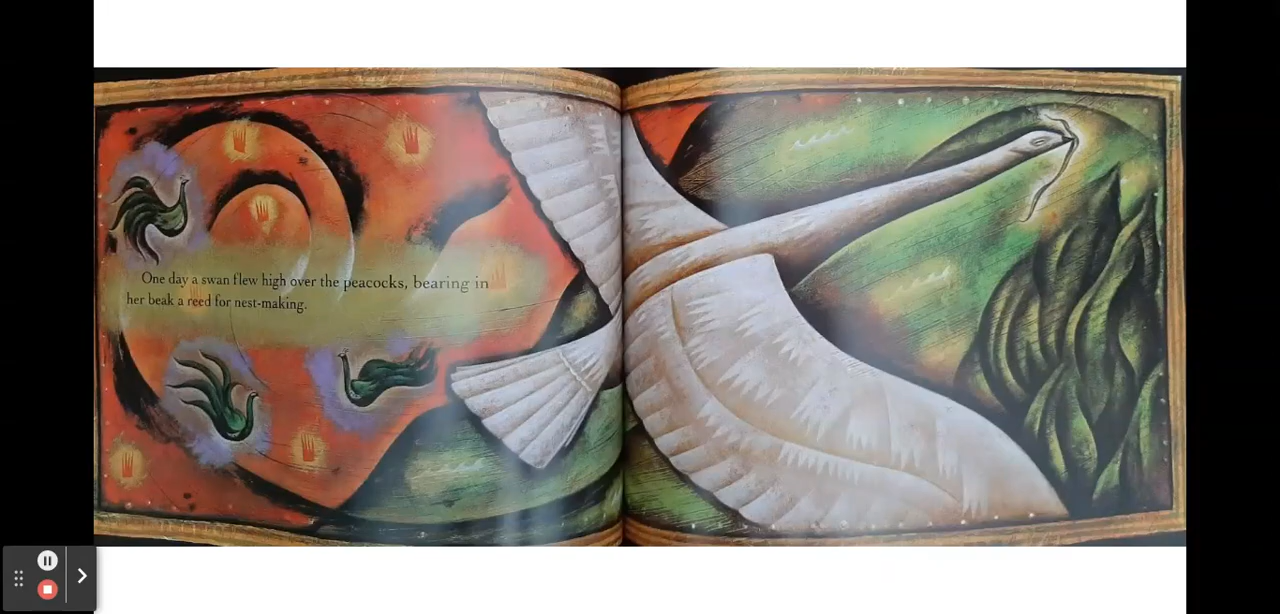 One day a swan flew high over the peacocks, bearing in
her beak a reed for nest-making.